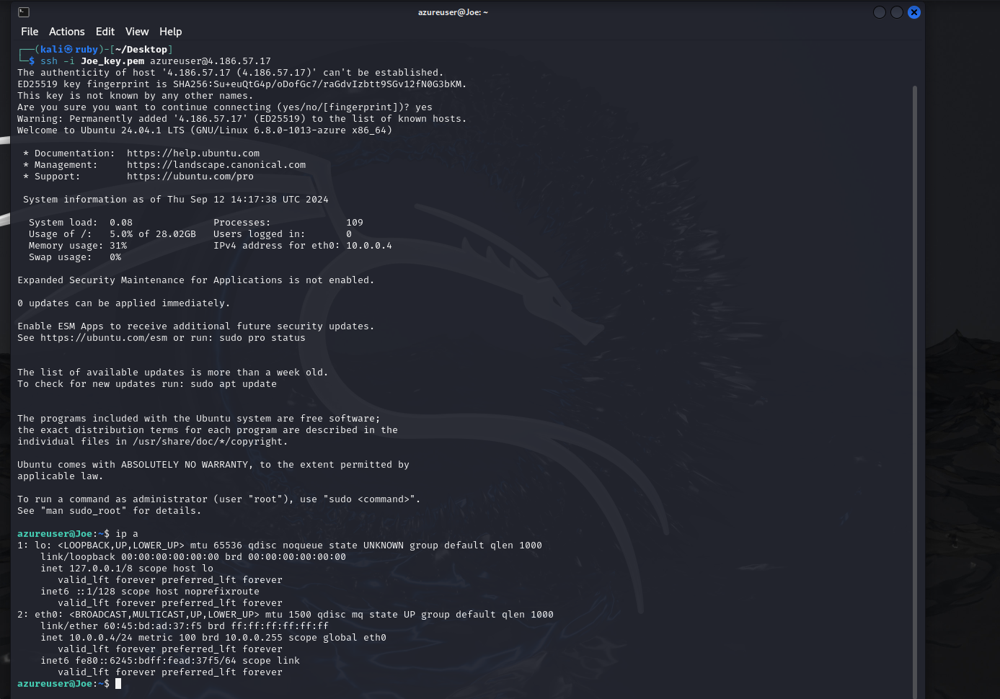 azureuser@Joe: ~
File Actions Edit View Help
┌──(kali㉿ruby)-[~/Desktop]
└─$ ssh -i Joe_key.pem azureuser@4.186.57.17
The authenticity of host '4.186.57.17 (4.186.57.17)' can't be established.
ED25519 key fingerprint is SHA256:Su+euQtG4p/oDofGc7/raGdvIzbtt9SGv12fN0G3bKM.
This key is not known by any other names.
Are you sure you want to continue connecting (yes/no/[fingerprint])? yes
Warning: Permanently added '4.186.57.17' (ED25519) to the list of known hosts.
Welcome to Ubuntu 24.04.1 LTS (GNU/Linux 6.8.0-1013-azure x86_64)

 * Documentation:  https://help.ubuntu.com
 * Management:     https://landscape.canonical.com
 * Support:        https://ubuntu.com/pro

 System information as of Thu Sep 12 14:17:38 UTC 2024

  System load:  0.08              Processes:             109
  Usage of /:   5.0% of 28.02GB   Users logged in:       0
  Memory usage: 31%               IPv4 address for eth0: 10.0.0.4
  Swap usage:   0%

Expanded Security Maintenance for Applications is not enabled.

0 updates can be applied immediately.

Enable ESM Apps to receive additional future security updates.
See https://ubuntu.com/esm or run: sudo pro status

The list of available updates is more than a week old.
To check for new updates run: sudo apt update

The programs included with the Ubuntu system are free software;
the exact distribution terms for each program are described in the
individual files in /usr/share/doc/*/copyright.

Ubuntu comes with ABSOLUTELY NO WARRANTY, to the extent permitted by
applicable law.

To run a command as administrator (user "root"), use "sudo <command>".
See "man sudo_root" for details.

azureuser@Joe:~$ ip a
1: lo: <LOOPBACK,UP,LOWER_UP> mtu 65536 qdisc noqueue state UNKNOWN group default qlen 1000
    link/loopback 00:00:00:00:00:00 brd 00:00:00:00:00:00
    inet 127.0.0.1/8 scope host lo
       valid_lft forever preferred_lft forever
    inet6 ::1/128 scope host noprefixroute
       valid_lft forever preferred_lft forever
2: eth0: <BROADCAST,MULTICAST,UP,LOWER_UP> mtu 1500 qdisc mq state UP group default qlen 1000
    link/ether 60:45:bd:ad:37:f5 brd ff:ff:ff:ff:ff:ff
    inet 10.0.0.4/24 metric 100 brd 10.0.0.255 scope global eth0
       valid_lft forever preferred_lft forever
    inet6 fe80::6245:bdff:fead:37f5/64 scope link
       valid_lft forever preferred_lft forever
azureuser@Joe:~$